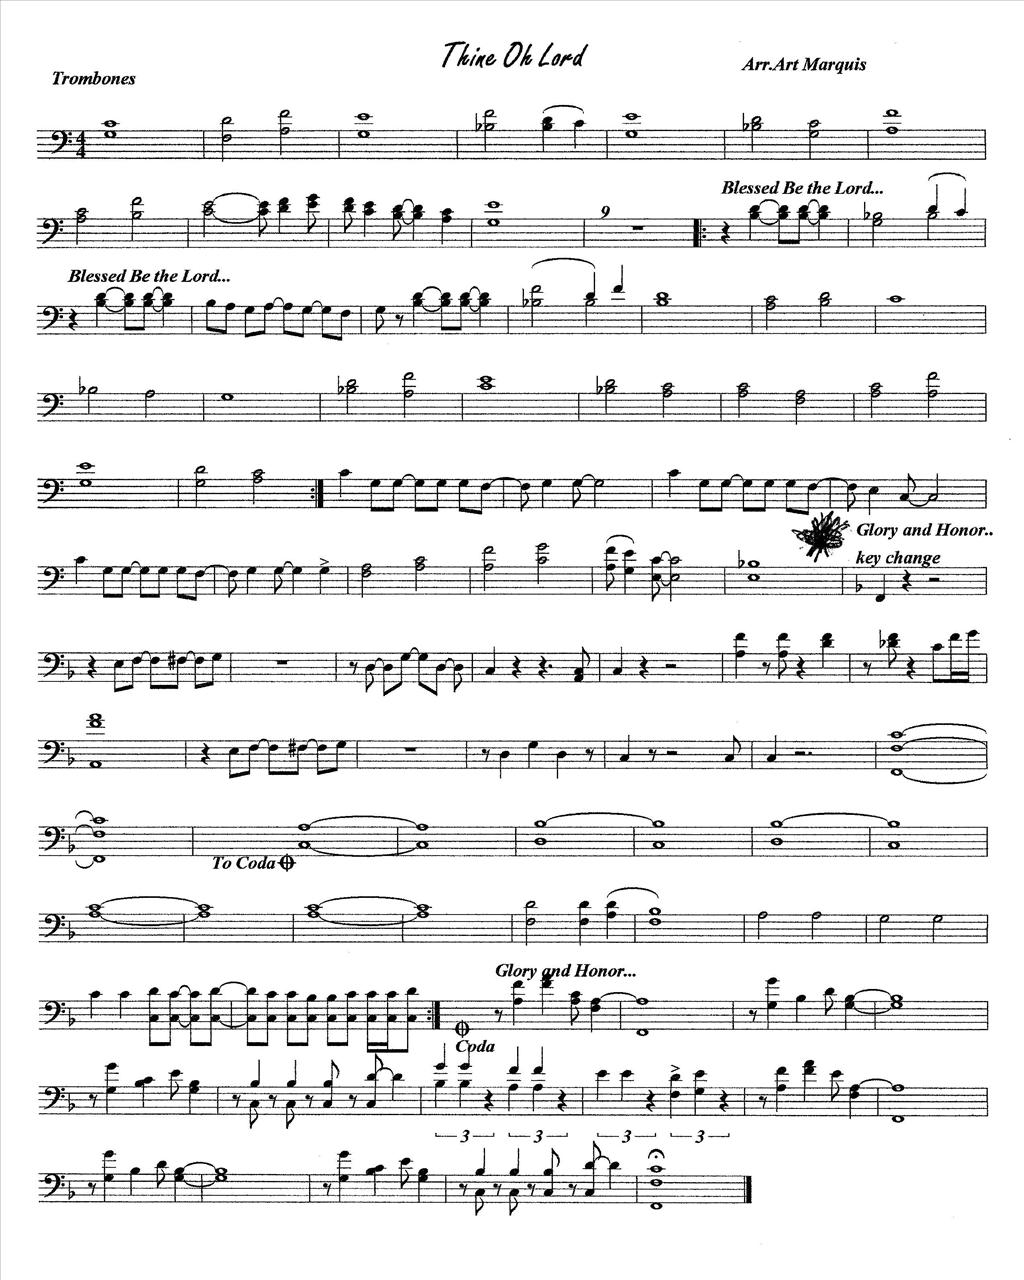 Thine Oh Lord
Trombones
Arr.Art Marquis
4
4
Blessed Be the Lord...
9
Blessed Be the Lord...
Glory and Honor..
key change
To Coda
Glory and Honor...
Coda
3 3 3 3